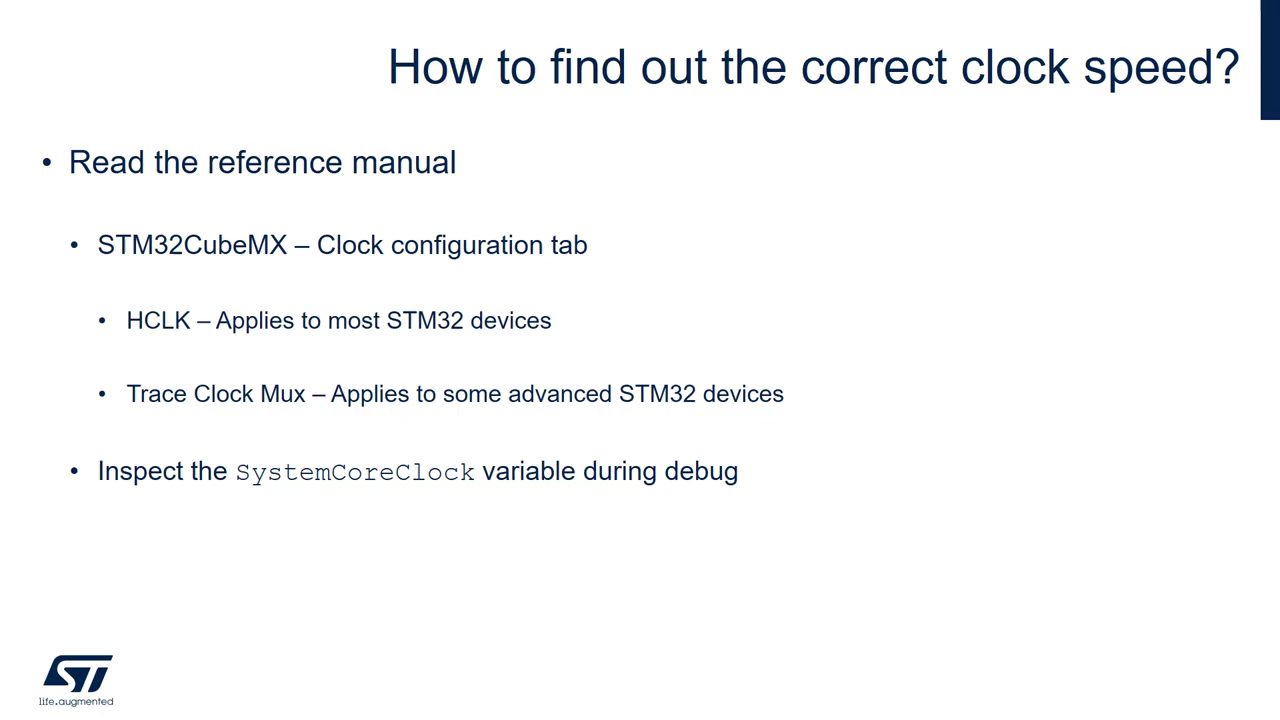 How to find out the correct clock speed?
• Read the reference manual
• STM32CubeMX – Clock configuration tab
• HCLK – Applies to most STM32 devices
• Trace Clock Mux – Applies to some advanced STM32 devices
• Inspect the SystemCoreClock variable during debug
ST
life.augmented